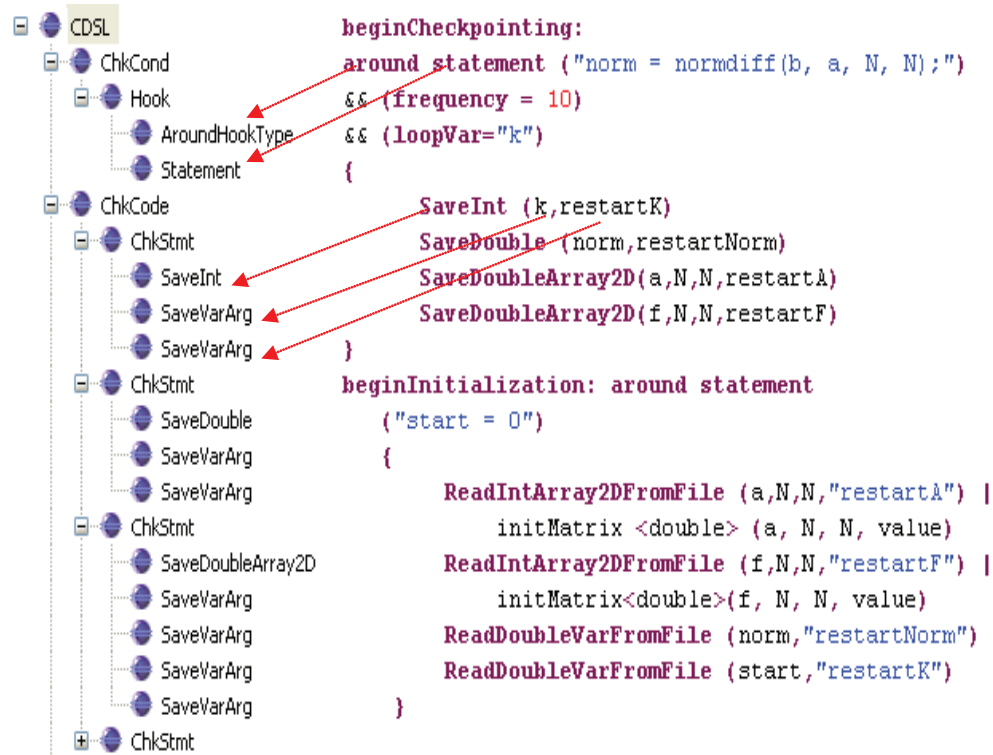 CDSL
ChkCond
Hook
AroundHookType
Statement
ChkCode
ChkStmt
SaveInt
SaveVarArg
SaveVarArg
ChkStmt
SaveDouble
SaveVarArg
SaveVarArg
ChkStmt
SaveDoubleArray2D
SaveVarArg
SaveVarArg
SaveVarArg
SaveVarArg
ChkStmt
beginCheckpointing:
around statement ("norm = normdiff(b, a, N, N);")
&& (frequency = 10)
&& (loopVar="k")
{
SaveInt (k,restartK)
SaveDouble (norm,restartNorm)
SaveDoubleArray2D(a,N,N,restartA)
SaveDoubleArray2D(f,N,N,restartF)
}
beginInitialization: around statement
("start = 0")
{
ReadIntArray2DFromFile (a,N,N,"restartA") |
initMatrix <double> (a, N, N, value)
ReadIntArray2DFromFile (f,N,N,"restartF") |
initMatrix<double>(f, N, N, value)
ReadDoubleVarFromFile (norm,"restartNorm")
ReadDoubleVarFromFile (start,"restartK")
}